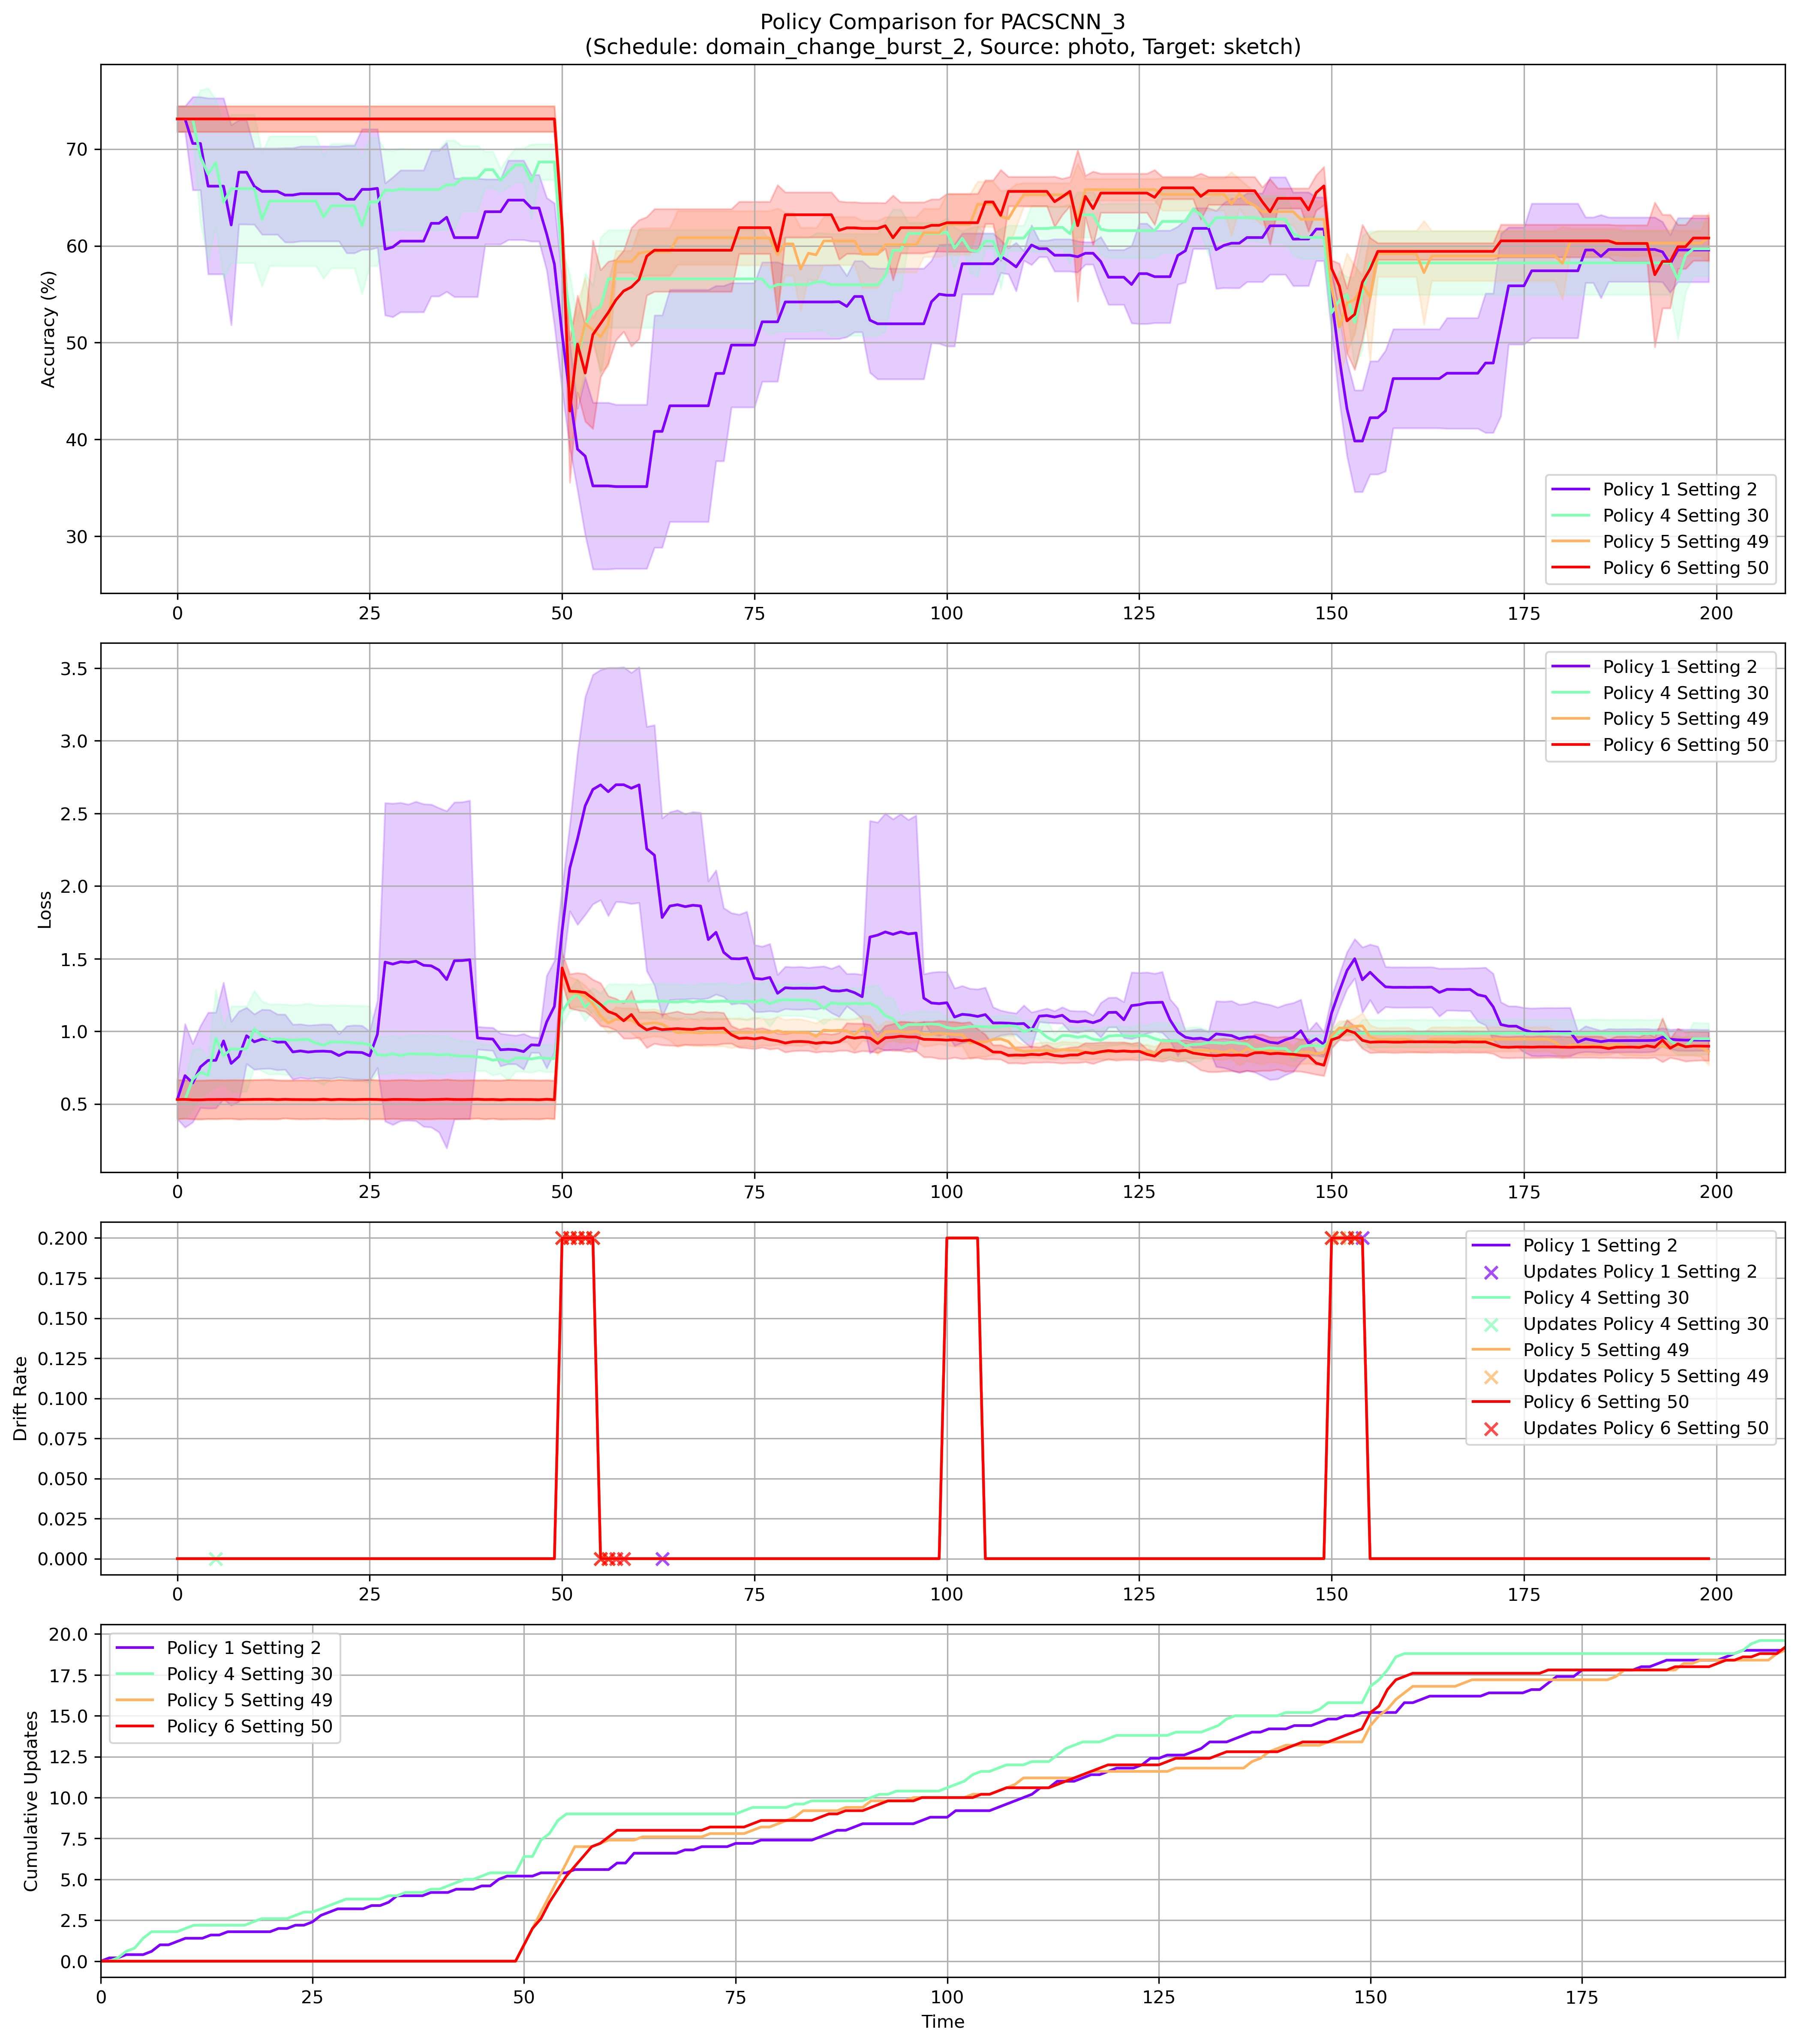 Policy Comparison for PACSCNN_3
(Schedule: domain_change_burst_2, Source: photo, Target: sketch)
Accuracy (%)
70
60
50
40
30
0 25 50 75 100 125 150 175 200
Policy 1 Setting 2
Policy 4 Setting 30
Policy 5 Setting 49
Policy 6 Setting 50
Loss
3.5
3.0
2.5
2.0
1.5
1.0
0.5
0 25 50 75 100 125 150 175 200
Policy 1 Setting 2
Policy 4 Setting 30
Policy 5 Setting 49
Policy 6 Setting 50
Drift Rate
0.200
0.175
0.150
0.125
0.100
0.075
0.050
0.025
0.000
0 25 50 75 100 125 150 175 200
Policy 1 Setting 2
Updates Policy 1 Setting 2
Policy 4 Setting 30
Updates Policy 4 Setting 30
Policy 5 Setting 49
Updates Policy 5 Setting 49
Policy 6 Setting 50
Updates Policy 6 Setting 50
Cumulative Updates
20.0
17.5
15.0
12.5
10.0
7.5
5.0
2.5
0.0
Policy 1 Setting 2
Policy 4 Setting 30
Policy 5 Setting 49
Policy 6 Setting 50
0 25 50 75 100 125 150 175
Time